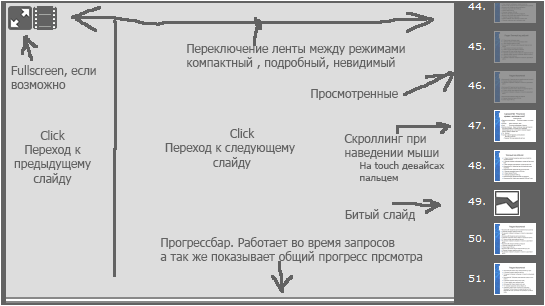 44.
Переключение ленты между режимами
компактный , подробный, невидимый
45.
Fullscreen, если
возможно
46.
Просмотренные
47.
Click
Переход к
предыдущему
слайду
Click
Переход к следующему
слайду
Скроллинг при
наведении мыши
На touch девайсах
пальцем
48.
49.
Битый слайд
50.
Прогрессбар. Работает во время запросов
а так же показывает общий прогресс прсмотра
51.